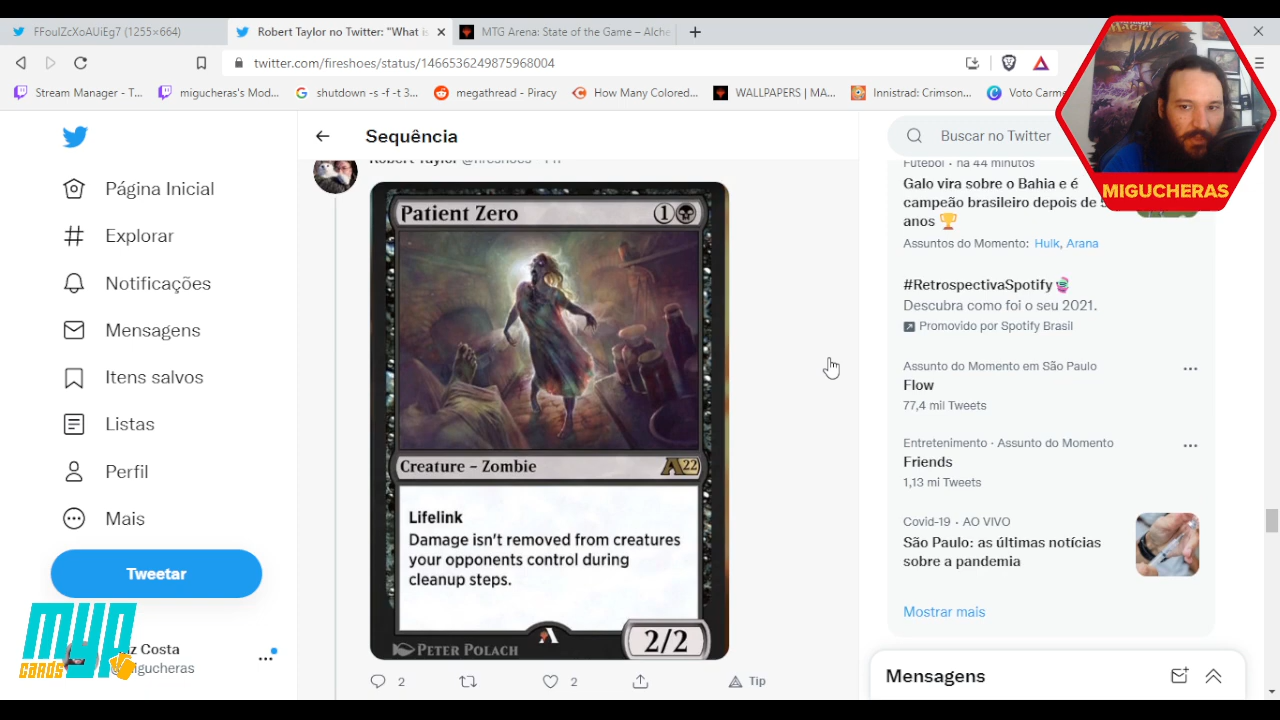 FFoulZcXoAUiEg7 (1255×664)
Robert Taylor no Twitter: "What is
MTG Arena: State of the Game – Alche
twitter.com/fireshoes/status/1466536249875968004
Stream Manager - T...
migucheras's Mod...
shutdown -s -f -t 3...
megathread - Piracy
How Many Colored...
WALLPAPERS | MA...
Innistrad: Crimson...
Voto Carme
MIGUCHERAS
Página Inicial
Explorar
Notificações
Mensagens
Itens salvos
Listas
Perfil
Mais
Tweetar
Costa
migucheras
MYP
CARDS
Sequência
Robert Taylor @fireshoes
Patient Zero
1
Creature – Zombie
A22
Lifelink
Damage isn't removed from creatures
your opponents control during
cleanup steps.
2/2
PETER POLACH
2
2
Tip
Buscar no Twitter
Futebol · há 44 minutos
Galo vira sobre o Bahia e é
campeão brasileiro depois de 5
anos 🏆
Assuntos do Momento: Hulk, Arana
#RetrospectivaSpotify
Descubra como foi o seu 2021.
Promovido por Spotify Brasil
Assunto do Momento em São Paulo
Flow
77,4 mil Tweets
Entretenimento · Assunto do Momento
Friends
1,13 mi Tweets
Covid-19 · AO VIVO
São Paulo: as últimas notícias
sobre a pandemia
Mostrar mais
Mensagens